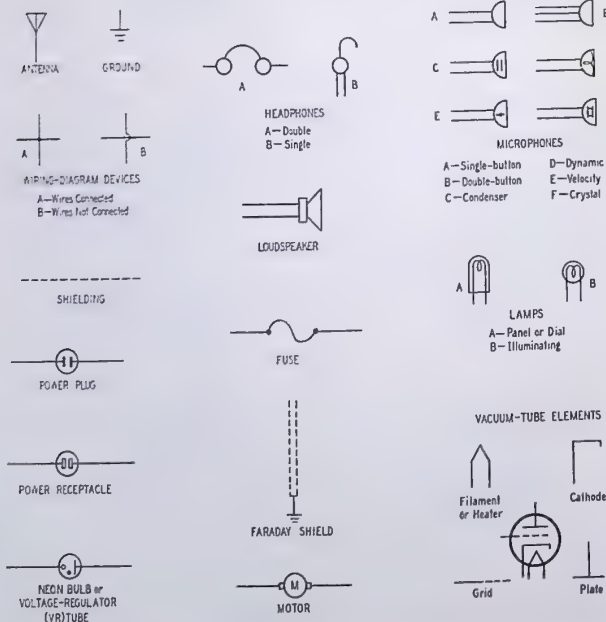 ANTENNA
GROUND
A
B
WIRING-DIAGRAM DEVICES
A—Wires Connected
B—Wires Not Connected
SHIELDING
POWER PLUG
POWER RECEPTACLE
NEON BULB or
VOLTAGE-REGULATOR
(VR) TUBE
A
B
HEADPHONES
A—Double
B—Single
LOUDSPEAKER
FUSE
FARADAY SHIELD
M
MOTOR
A
C
E
MICROPHONES
A—Single-button D—Dynamic
B—Double-button E—Velocity
C—Condenser F—Crystal
A
B
LAMPS
A—Panel or Dial
B—Illuminating
VACUUM-TUBE ELEMENTS
Filament
or Heater
Cathode
Grid
Plate